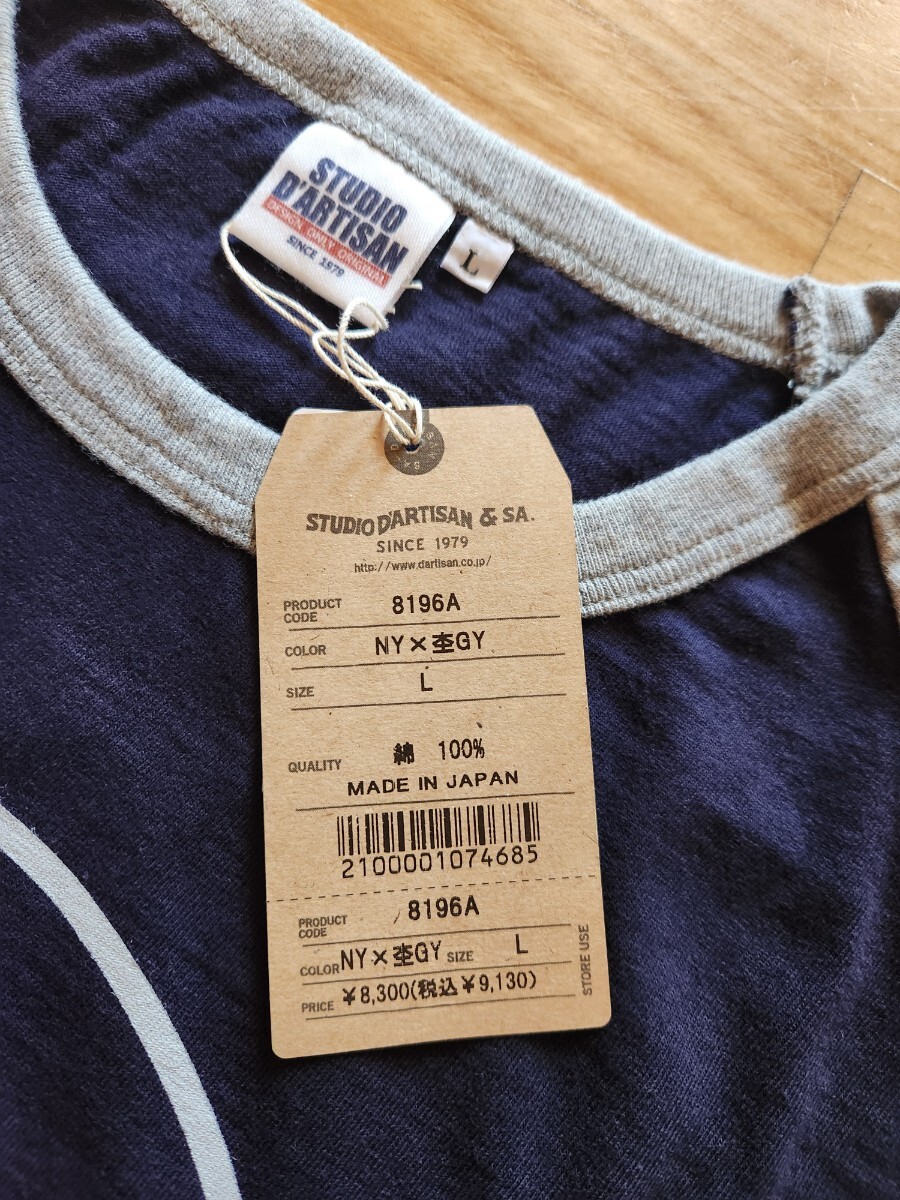 STUDIO
D'ARTISAN
DESIGN ONLY ORIGINAL
SINCE 1979
L
STUDIO D'ARTISAN & SA.
SINCE 1979
http://www.dartisan.co.jp/
PRODUCT CODE 8196A
COLOR NY×杢GY
SIZE L
QUALITY 綿 100%
MADE IN JAPAN
2100001074685
PRODUCT CODE 8196A
COLOR NY×杢GY SIZE L
PRICE ¥8,300(税込¥9,130)
STORE USE